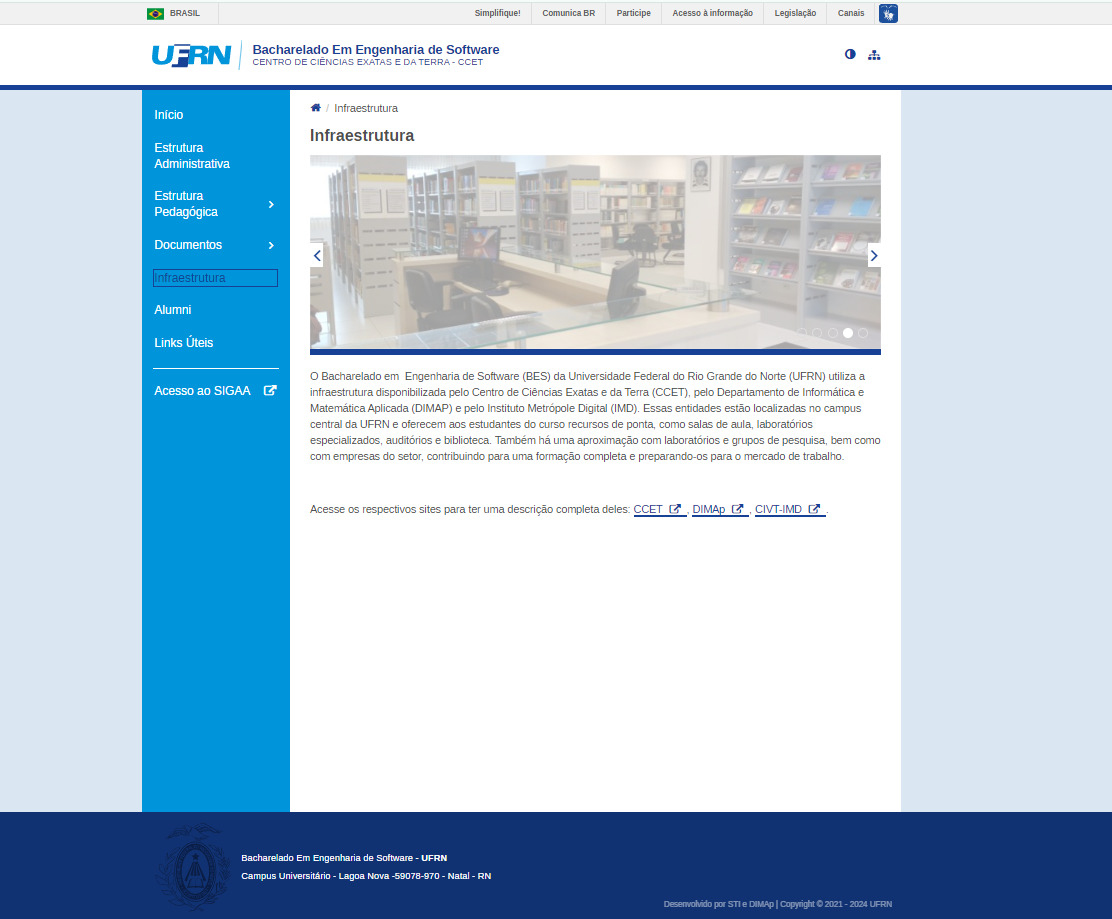 BRASIL
Simplifique!
Comunica BR
Participe
Acesso à informação
Legislação
Canais
UFRN
Bacharelado Em Engenharia de Software
CENTRO DE CIÊNCIAS EXATAS E DA TERRA - CCET
Início
Estrutura
Administrativa
Estrutura
Pedagógica
Documentos
Infraestrutura
Alumni
Links Úteis
Acesso ao SIGAA
/ Infraestrutura
Infraestrutura
O Bacharelado em  Engenharia de Software (BES) da Universidade Federal do Rio Grande do Norte (UFRN) utiliza a
infraestrutura disponibilizada pelo Centro de Ciências Exatas e da Terra (CCET), pelo Departamento de Informática e
Matemática Aplicada (DIMAP) e pelo Instituto Metrópole Digital (IMD). Essas entidades estão localizadas no campus
central da UFRN e oferecem aos estudantes do curso recursos de ponta, como salas de aula, laboratórios
especializados, auditórios e biblioteca. Também há uma aproximação com laboratórios e grupos de pesquisa, bem como
com empresas do setor, contribuindo para uma formação completa e preparando-os para o mercado de trabalho.
Acesse os respectivos sites para ter uma descrição completa deles: CCET , DIMAp , CIVT-IMD .
Bacharelado Em Engenharia de Software - UFRN
Campus Universitário - Lagoa Nova -59078-970 - Natal - RN
Desenvolvido por STI e DIMAp | Copyright © 2021 - 2024 UFRN